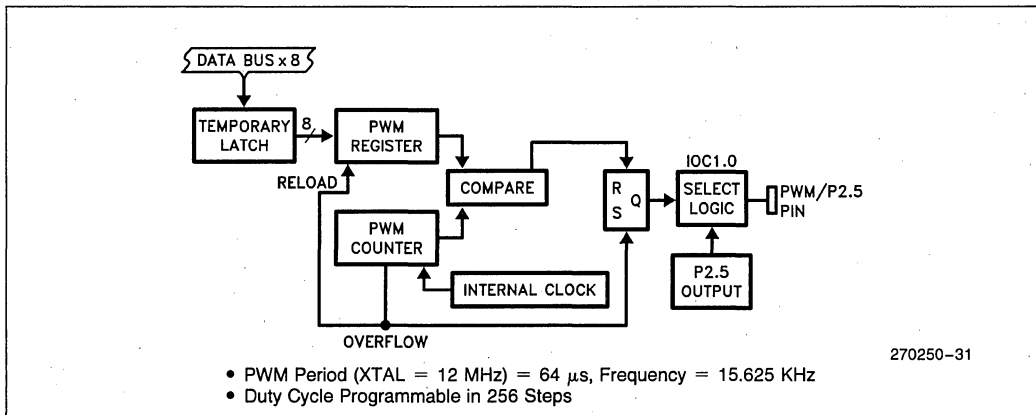 DATA BUS x 8
TEMPORARY
LATCH
8
PWM
REGISTER
RELOAD
COMPARE
PWM
COUNTER
INTERNAL CLOCK
OVERFLOW
R
S
Q
IOC1.0
SELECT
LOGIC
PWM/P2.5
PIN
P2.5
OUTPUT
270250-31
• PWM Period (XTAL = 12 MHz) = 64 μs, Frequency = 15.625 KHz
• Duty Cycle Programmable in 256 Steps